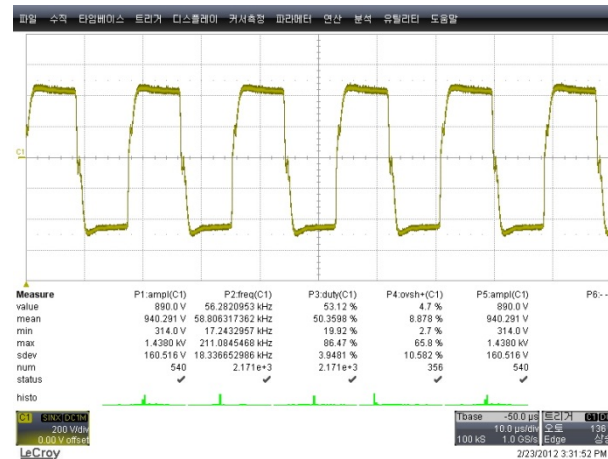 파일 수직 타임베이스 트리거 디스플레이 커서측정 파라메터 연산 분석 유틸리티 도움말
C1
Measure P1:ampl(C1) P2:freq(C1) P3:duty(C1) P4:ovsh+(C1) P5:ampl(C1) P6:- -
value 890.0 V 56.2820953 kHz 53.12 % 4.7 % 890.0 V
mean 940.291 V 58.806317362 kHz 50.3598 % 8.878 % 940.291 V
min 314.0 V 17.2432957 kHz 19.92 % 2.7 % 314.0 V
max 1.4380 kV 211.0845468 kHz 86.47 % 65.8 % 1.4380 kV
sdev 160.516 V 18.336652986 kHz 3.9481 % 10.582 % 160.516 V
num 540 2.171e+3 2.171e+3 356 540
status
histo
C1 SINX DC1M
200 V/div
0.00 V offset
Tbase -50.0 µs
10.0 µs/div
100 kS 1.0 GS/s
트리거 C1 DC
오토 136
Edge
LeCroy
2/23/2012 3:31:52 PM